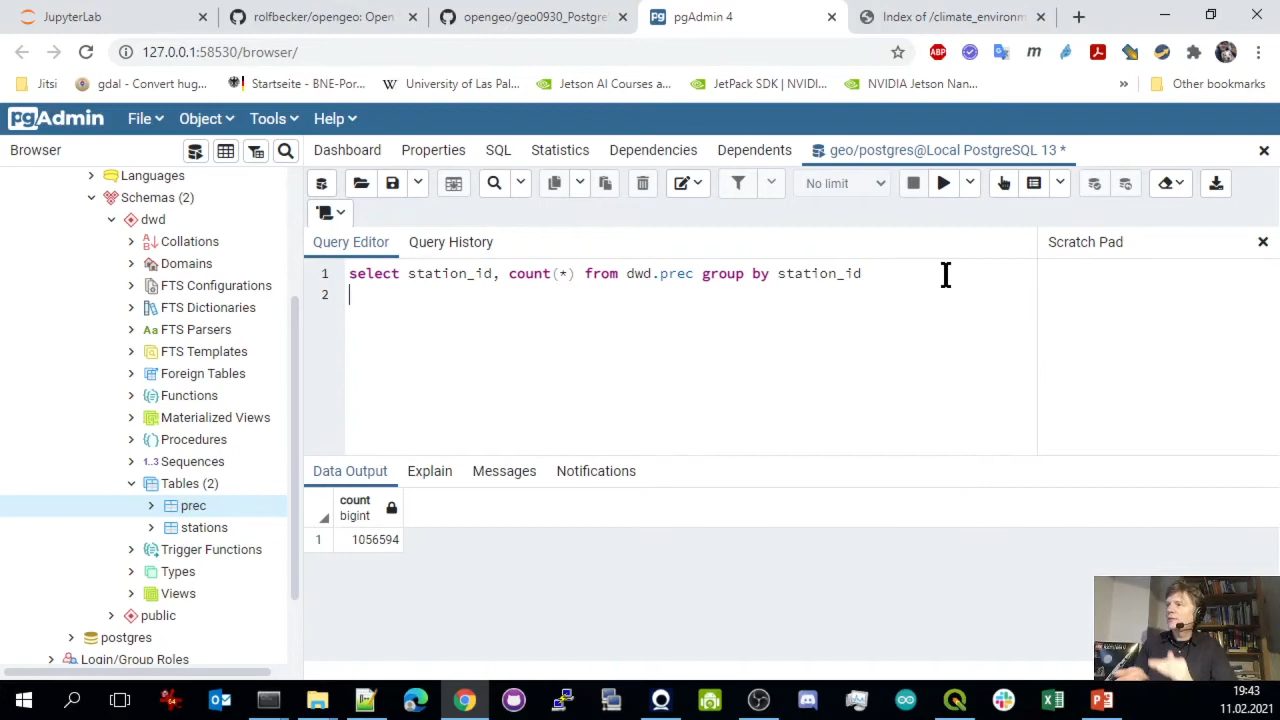 JupyterLab
rolfbecker/opengeo: Open
opengeo/geo0930_Postgre
pgAdmin 4
Index of /climate_environm
127.0.0.1:58530/browser/
Jitsi
gdal - Convert hug...
Startseite - BNE-Por...
University of Las Pal...
Jetson AI Courses a...
JetPack SDK | NVIDI...
NVIDIA Jetson Nan...
»
Other bookmarks
pgAdmin
File
Object
Tools
Help
Browser
Dashboard
Properties
SQL
Statistics
Dependencies
Dependents
geo/postgres@Local PostgreSQL 13 *
Languages
Schemas (2)
dwd
Collations
Domains
FTS Configurations
FTS Dictionaries
FTS Parsers
FTS Templates
Foreign Tables
Functions
Materialized Views
Procedures
1..3 Sequences
Tables (2)
prec
stations
Trigger Functions
Types
Views
public
postgres
Login/Group Roles
No limit
Query Editor
Query History
Scratch Pad
1 select station_id, count(*) from dwd.prec group by station_id
2
Data Output
Explain
Messages
Notifications
count
bigint
1 1056594
19:43
11.02.2021